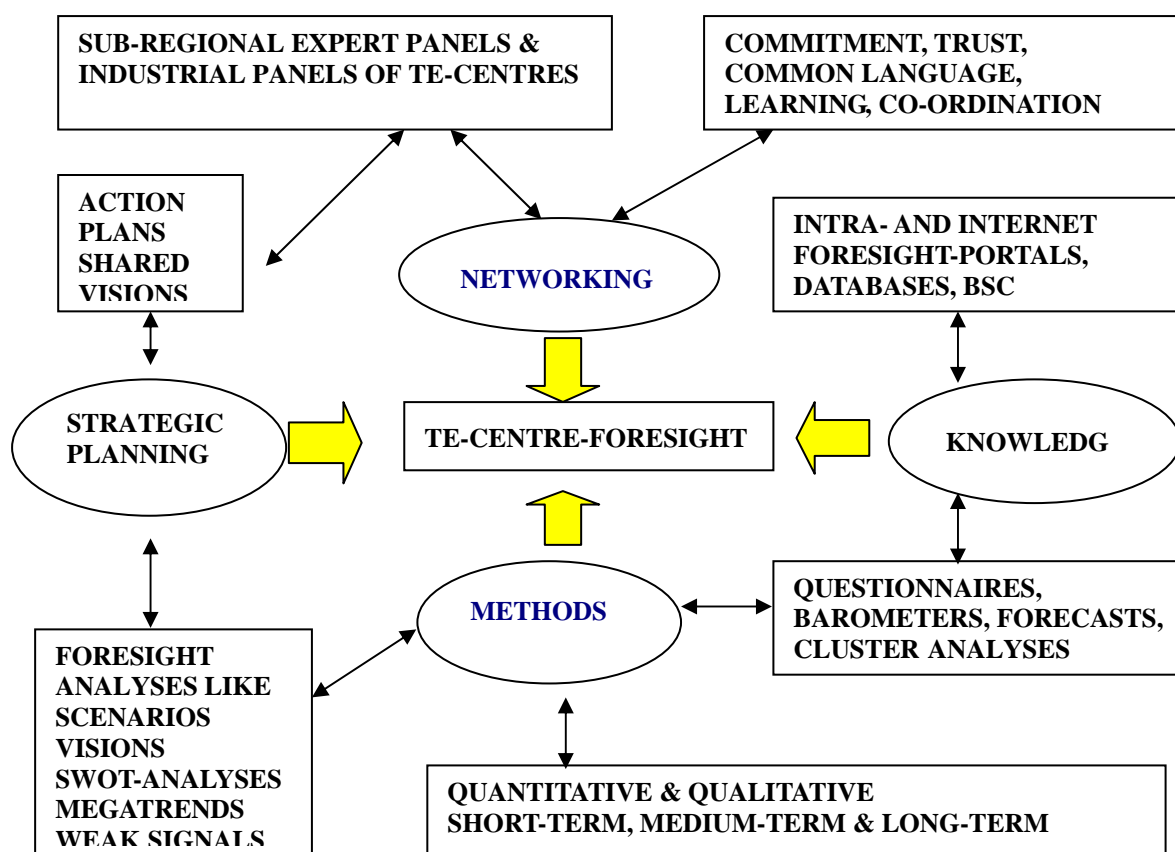 SUB-REGIONAL EXPERT PANELS &
INDUSTRIAL PANELS OF TE-CENTRES
COMMITMENT, TRUST,
COMMON LANGUAGE,
LEARNING, CO-ORDINATION
ACTION
PLANS
SHARED
VISIONS
NETWORKING
INTRA- AND INTERNET
FORESIGHT-PORTALS,
DATABASES, BSC
STRATEGIC
PLANNING
TE-CENTRE-FORESIGHT
KNOWLEDG
METHODS
QUESTIONNAIRES,
BAROMETERS, FORECASTS,
CLUSTER ANALYSES
FORESIGHT
ANALYSES LIKE
SCENARIOS
VISIONS
SWOT-ANALYSES
MEGATRENDS
WEAK SIGNALS
QUANTITATIVE & QUALITATIVE
SHORT-TERM, MEDIUM-TERM & LONG-TERM